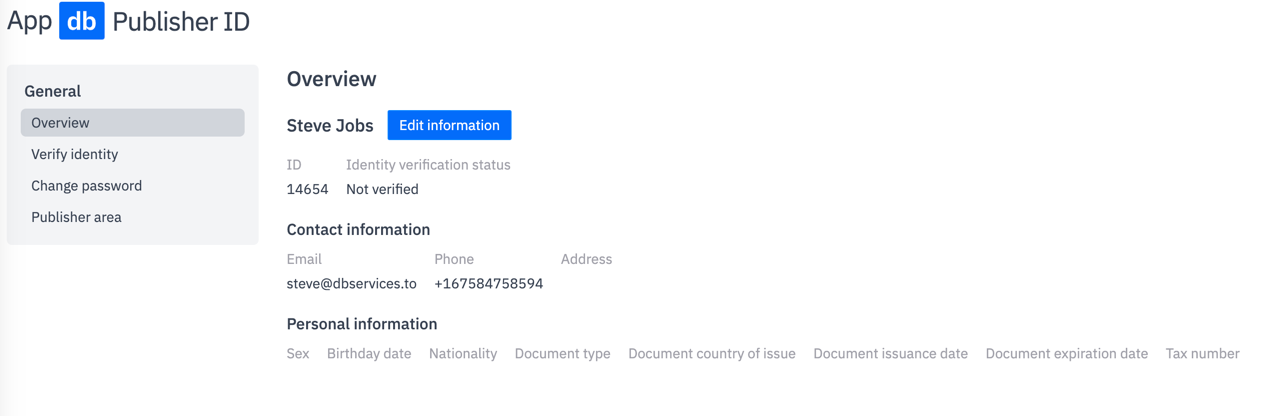 App db Publisher ID
General
Overview
Verify identity
Change password
Publisher area
Overview
Steve Jobs Edit information
ID Identity verification status
14654 Not verified
Contact information
Email Phone Address
steve@dbservices.to +167584758594
Personal information
Sex Birthday date Nationality Document type Document country of issue Document issuance date Document expiration date Tax number